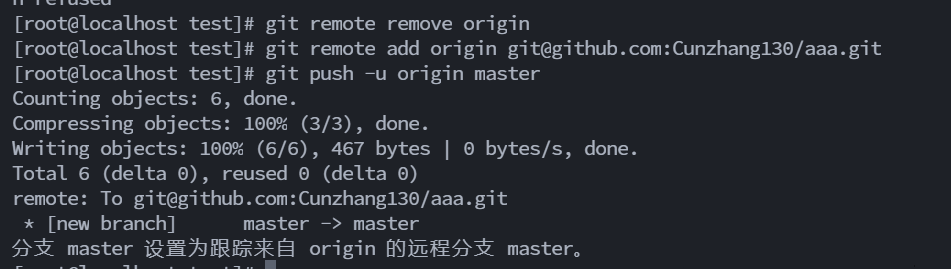 n refused
[root@localhost test]# git remote remove origin
[root@localhost test]# git remote add origin git@github.com:Cunzhang130/aaa.git
[root@localhost test]# git push -u origin master
Counting objects: 6, done.
Compressing objects: 100% (3/3), done.
Writing objects: 100% (6/6), 467 bytes | 0 bytes/s, done.
Total 6 (delta 0), reused 0 (delta 0)
remote: To git@github.com:Cunzhang130/aaa.git
 * [new branch]      master -> master
分支 master 设置为跟踪来自 origin 的远程分支 master。
[root@localhost test]#